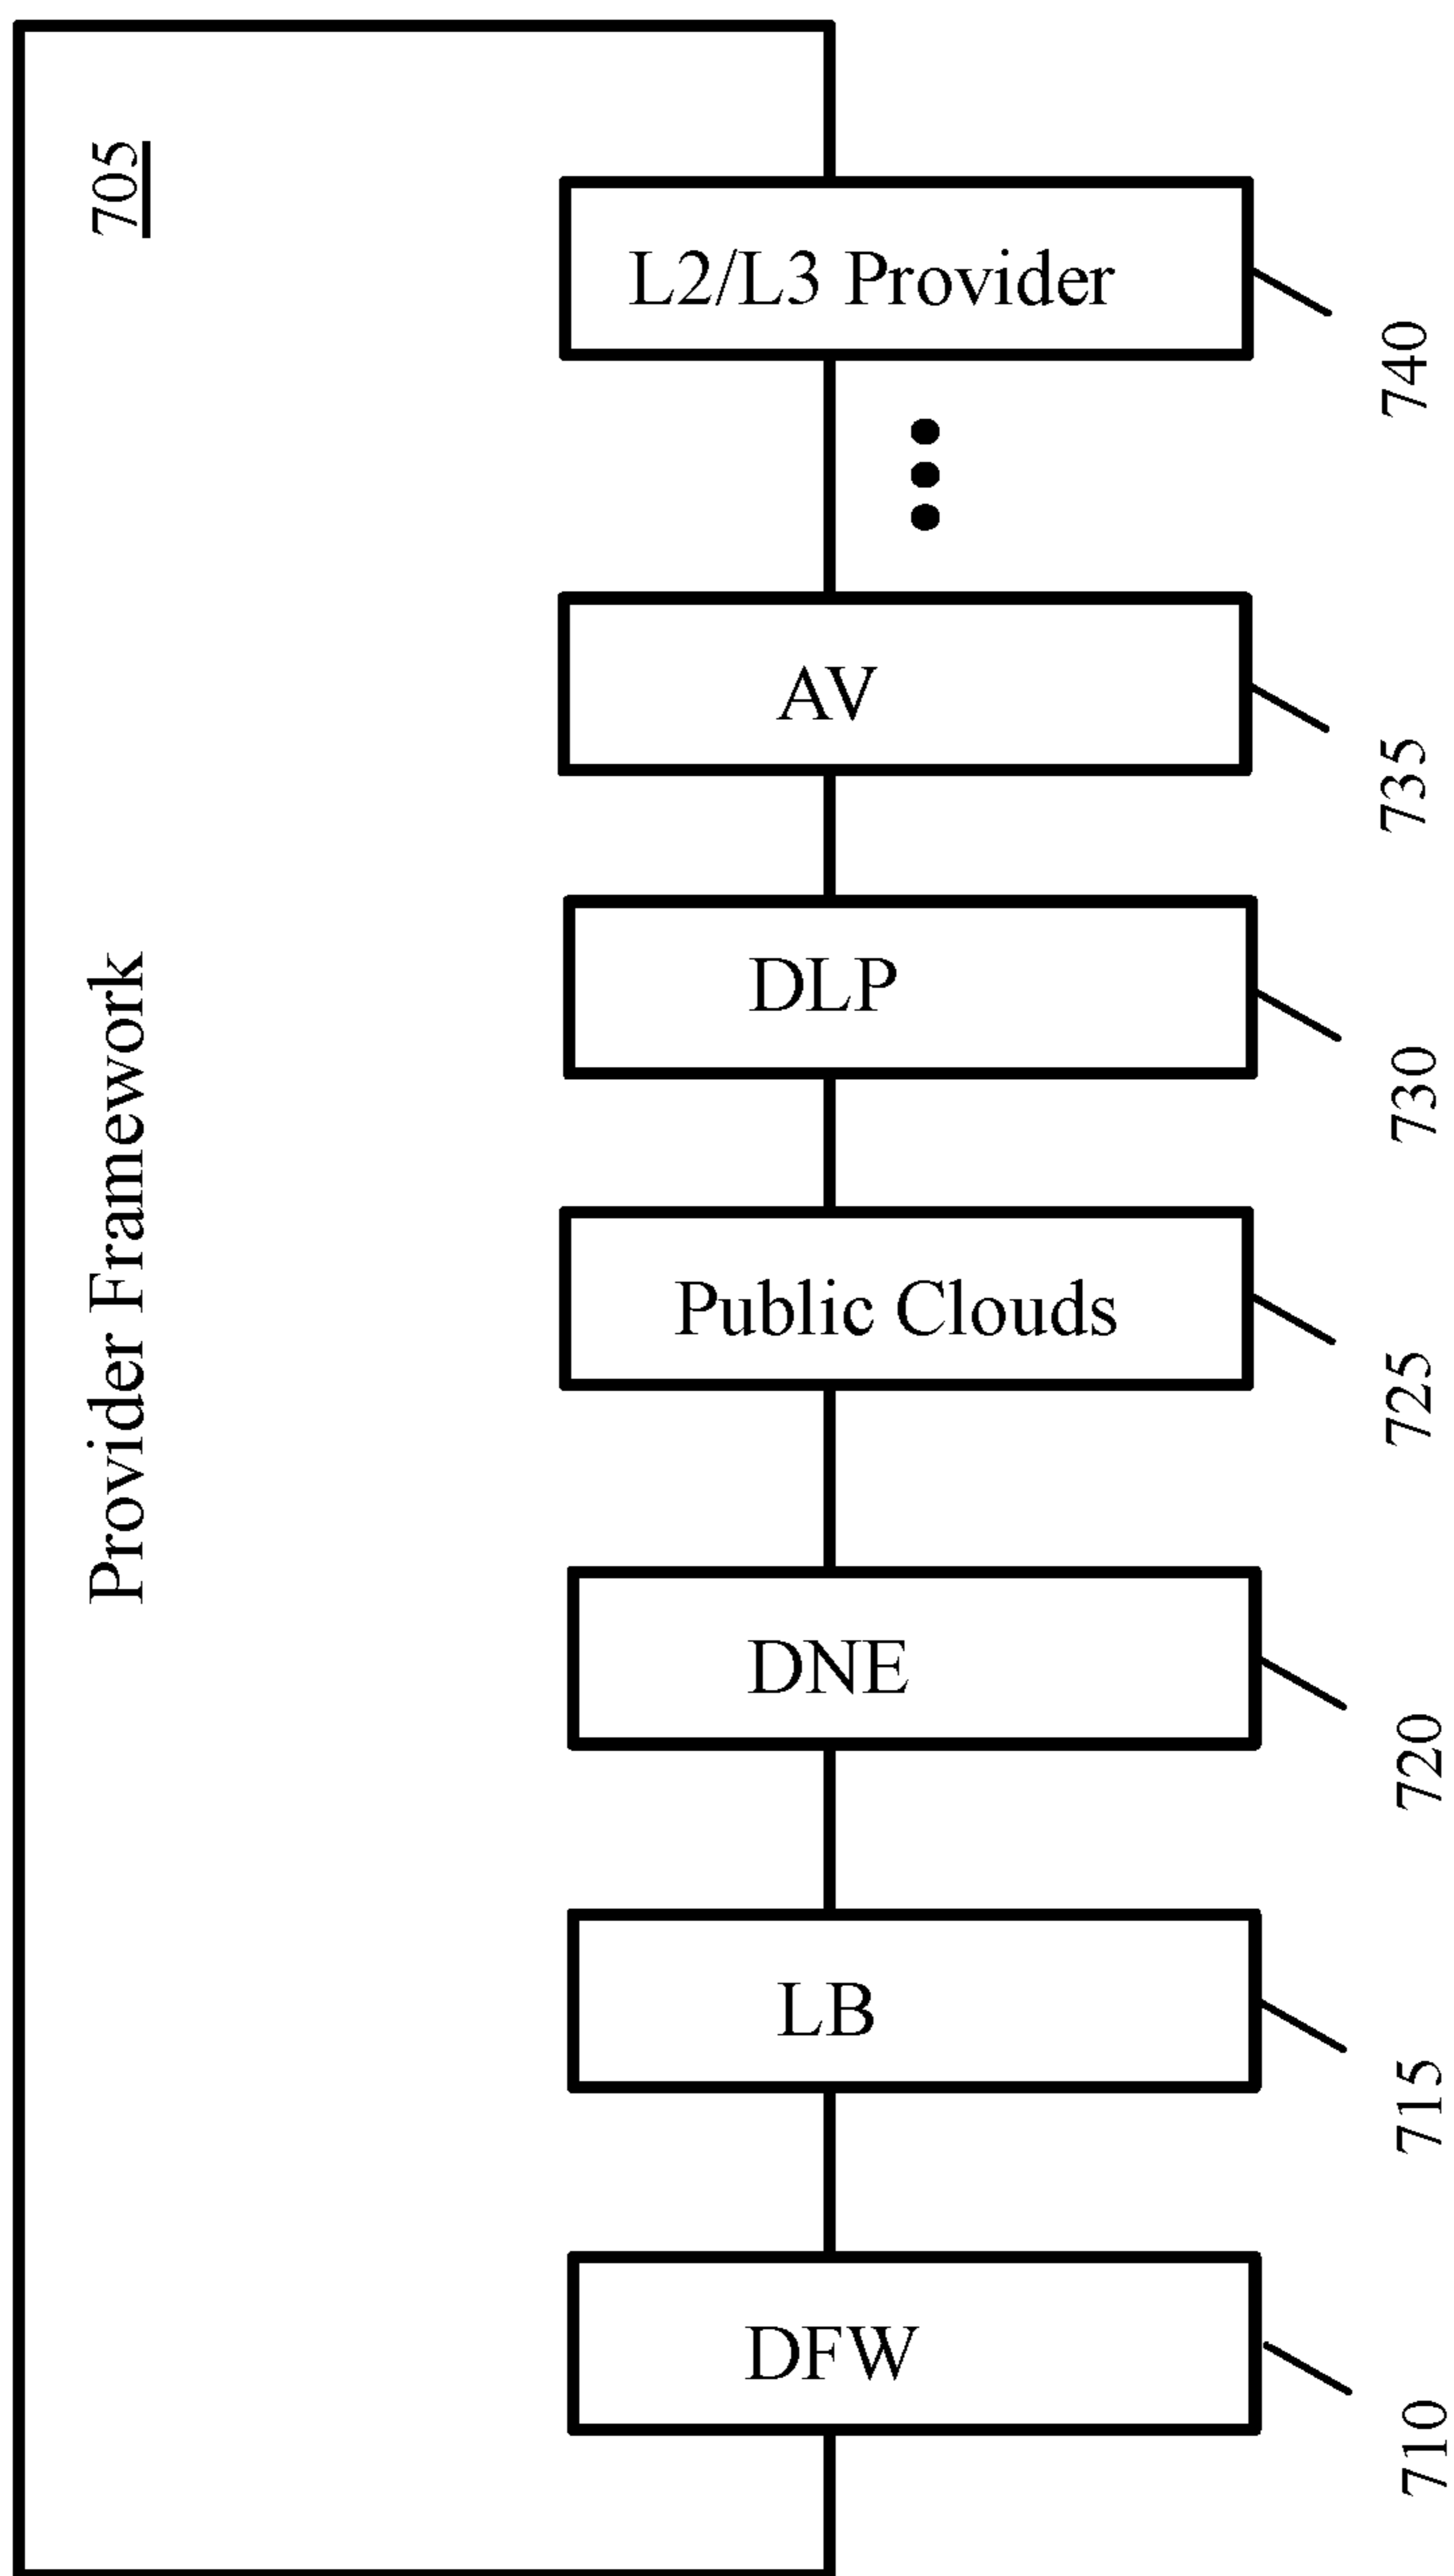 Provider Framework
705
DFW
LB
DNE
Public Clouds
DLP
AV
L2/L3 Provider
710
715
720
725
730
735
740